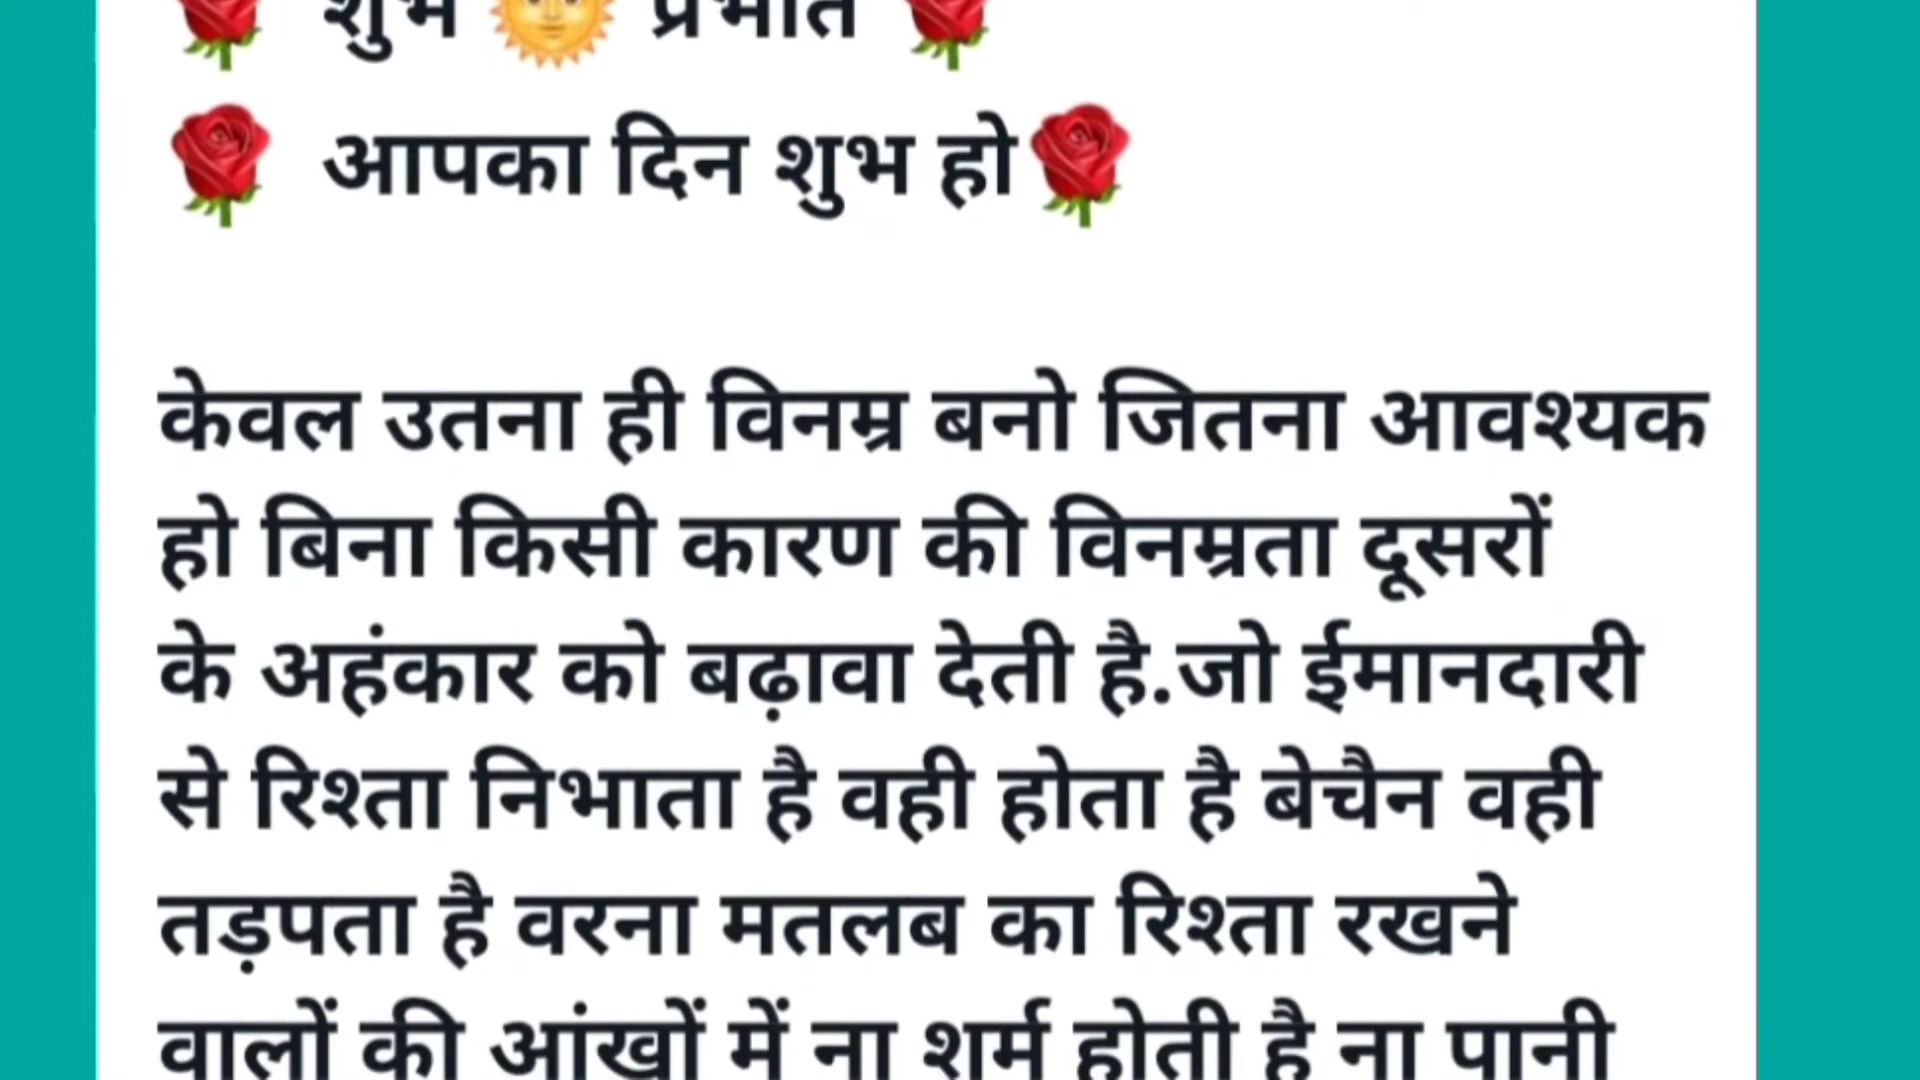 🌹 शुभ 🌞 प्रभात 🌹
🌹 आपका दिन शुभ हो🌹
केवल उतना ही विनम्र बनो जितना आवश्यक
हो बिना किसी कारण की विनम्रता दूसरों
के अहंकार को बढ़ावा देती है.जो ईमानदारी
से रिश्ता निभाता है वही होता है बेचैन वही
तड़पता है वरना मतलब का रिश्ता रखने
वालों की आंखों में ना शर्म होती है ना पानी